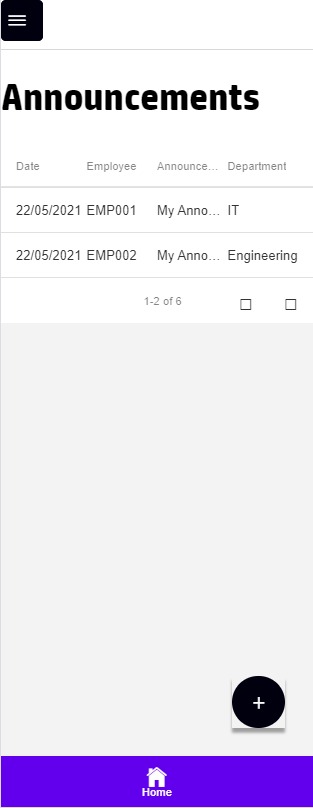 Announcements
Date Employee Announce... Department
22/05/2021 EMP001 My Anno... IT
22/05/2021 EMP002 My Anno... Engineering
1-2 of 6
+
Home